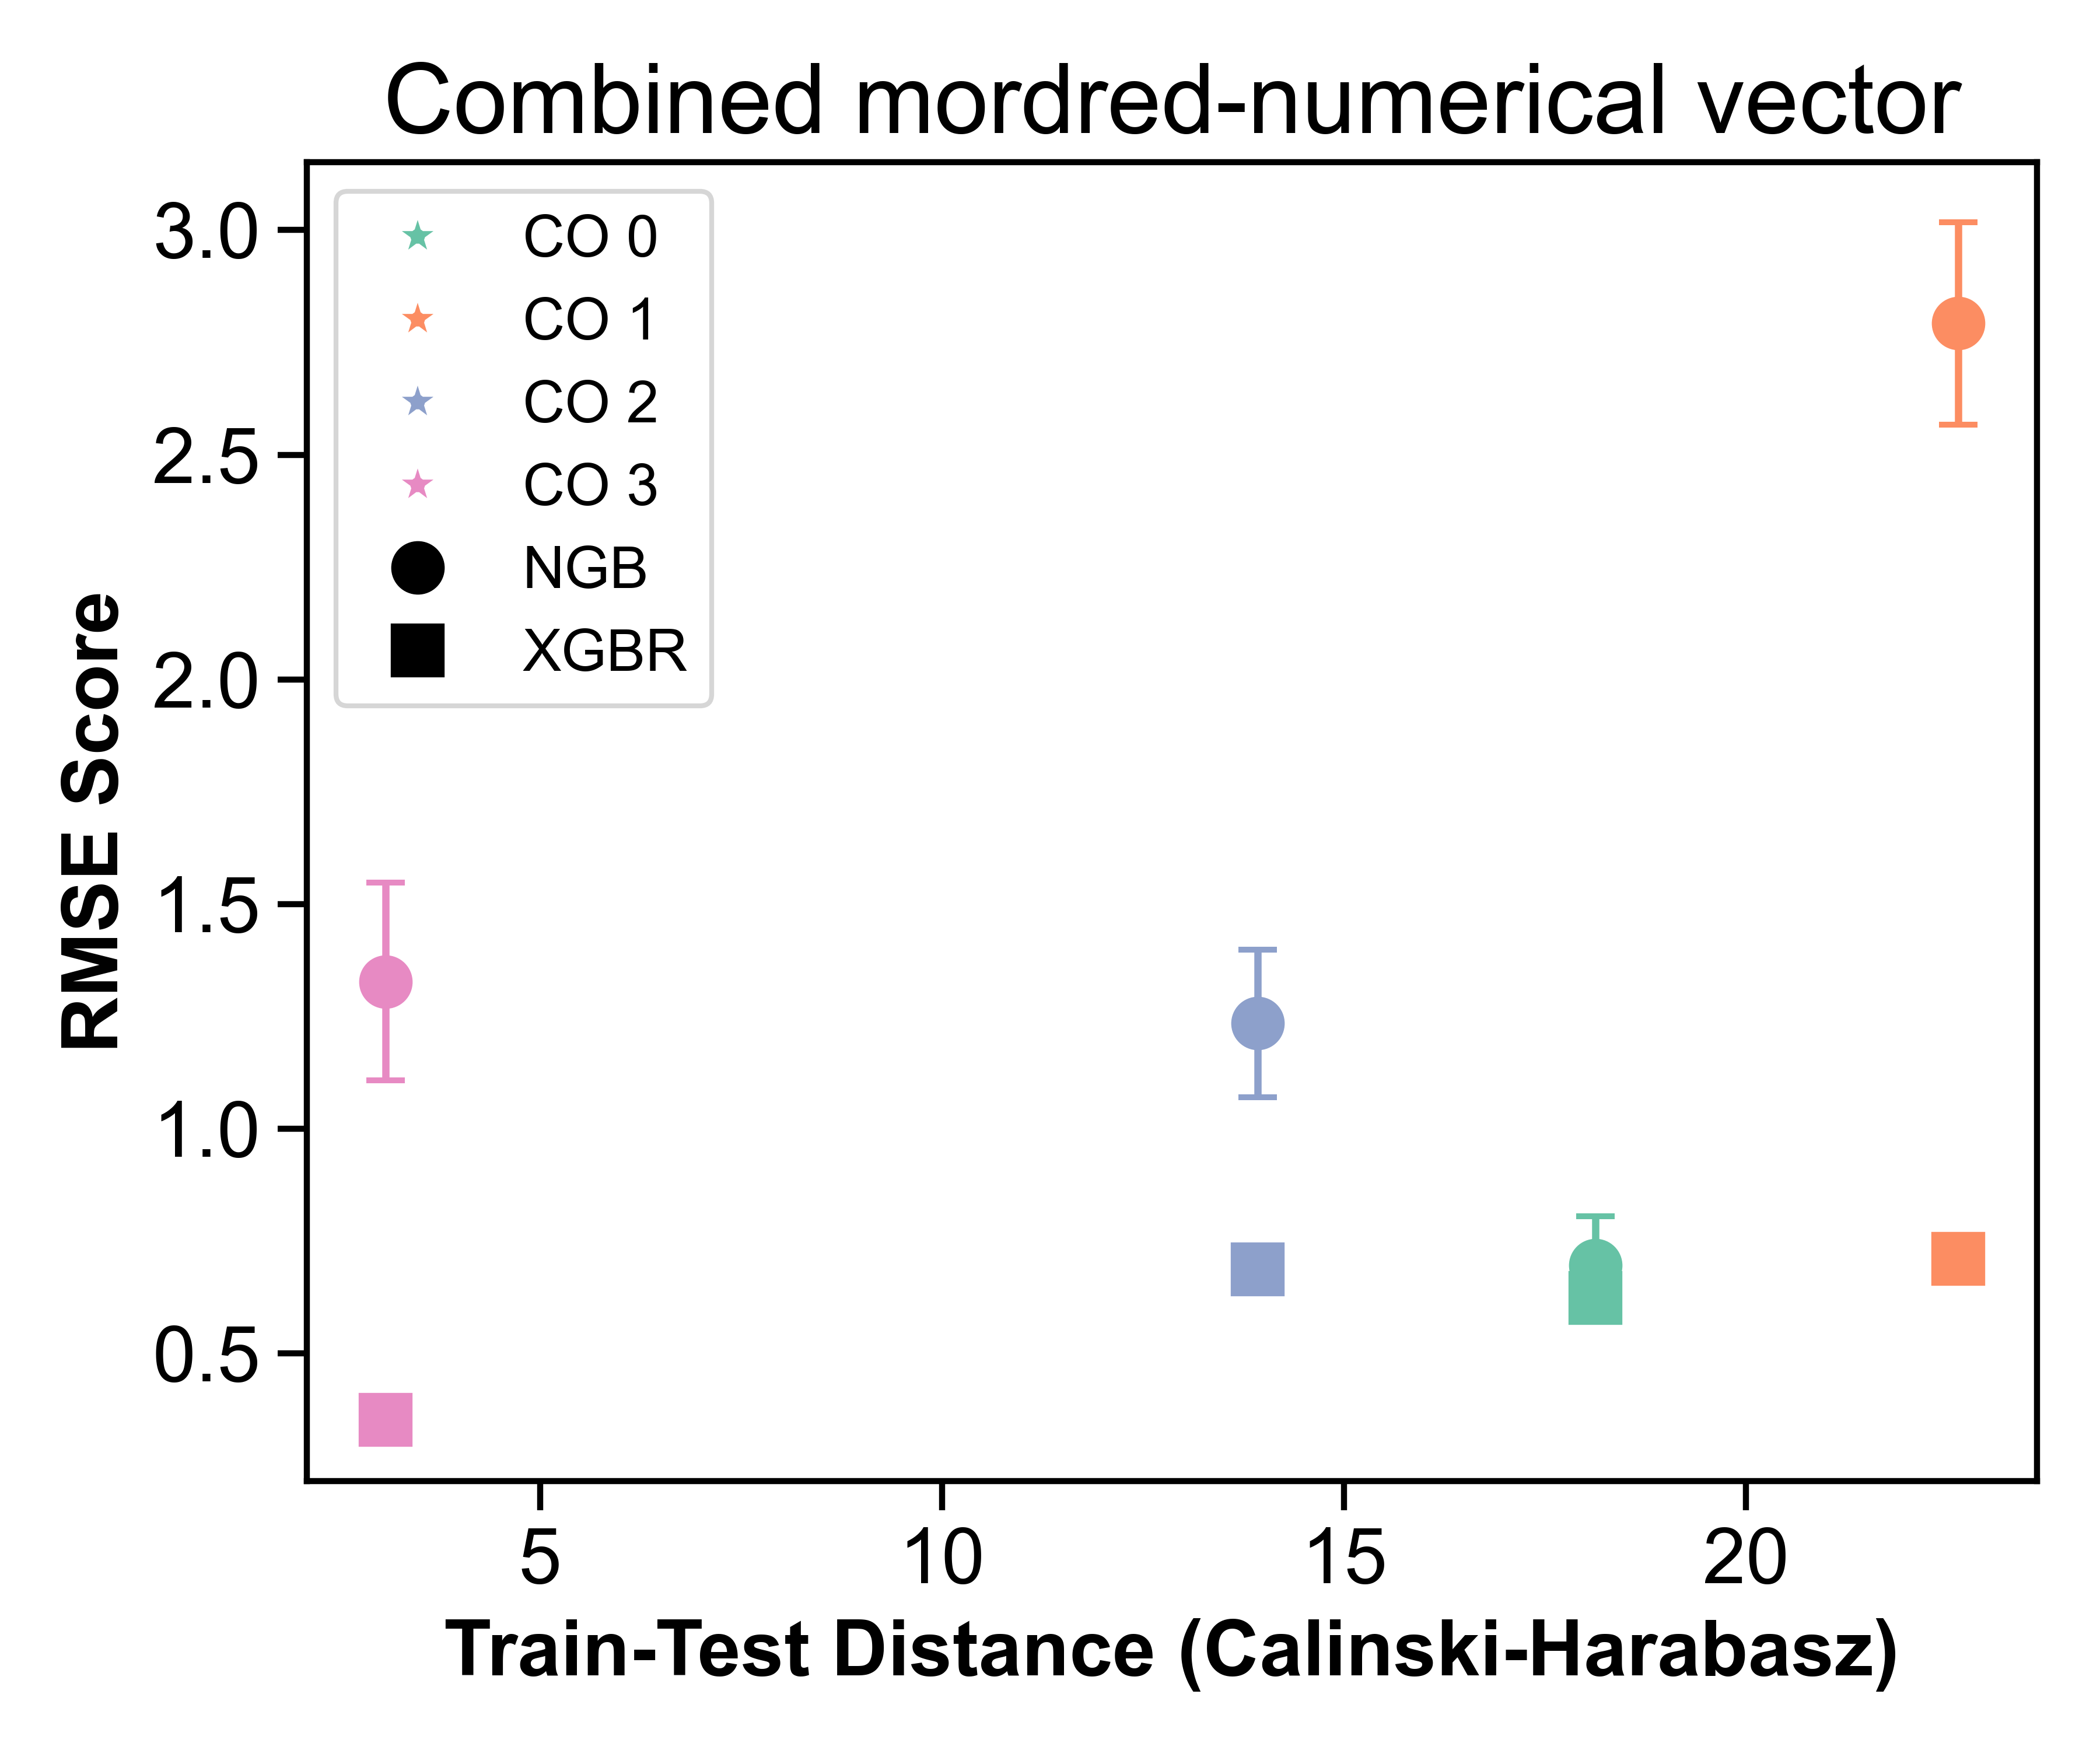 Combined mordred-numerical vector
CO 0
CO 1
CO 2
CO 3
NGB
XGBR
3.0
2.5
2.0
1.5
1.0
0.5
RMSE Score
5 10 15 20
Train-Test Distance (Calinski-Harabasz)